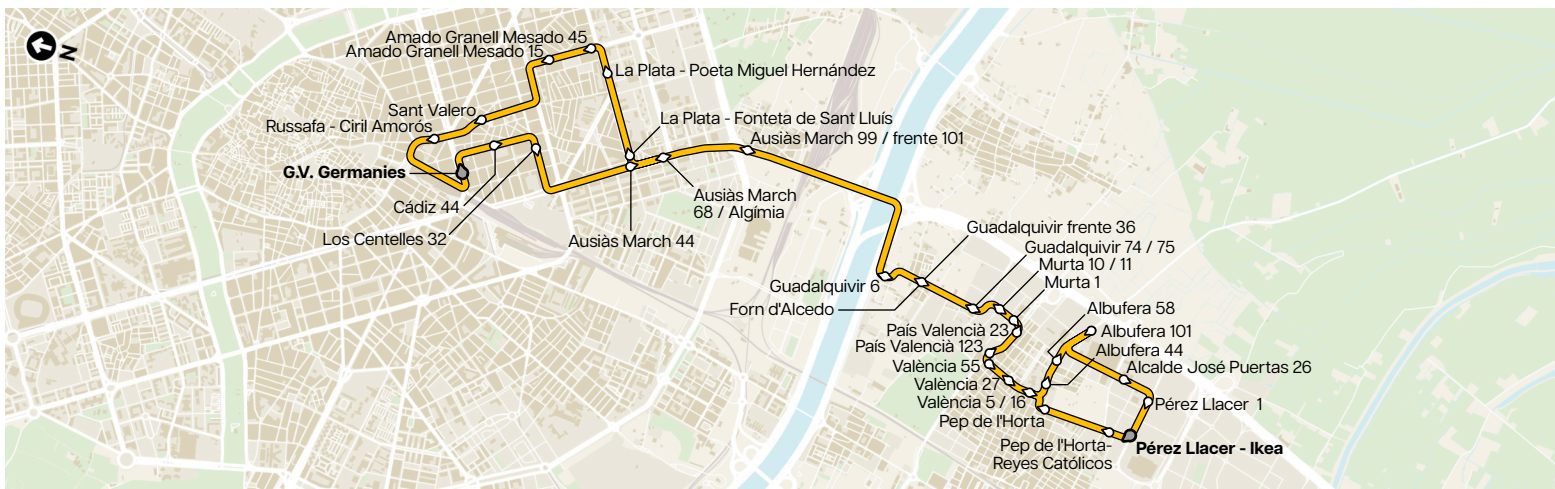 N
Amado Granell Mesado 45
Amado Granell Mesado 15
La Plata - Poeta Miguel Hernández
Sant Valero
Russafa - Ciril Amorós
La Plata - Fonteta de Sant Lluís
Ausiàs March 99 / frente 101
G.V. Germanies
Cádiz 44
Los Centelles 32
Ausiàs March 44
Ausiàs March
68 / Algímia
Guadalquivir frente 36
Guadalquivir 74 / 75
Murta 10 / 11
Murta 1
Guadalquivir 6
Forn d'Alcedo
Albufera 58
País Valencià 23
Albufera 101
País Valencià 123
Albufera 44
València 55
Alcalde José Puertas 26
València 27
València 5 / 16
Pérez Llacer 1
Pep de l'Horta
Pep de l'Horta-
Reyes Católicos
Pérez Llacer - Ikea